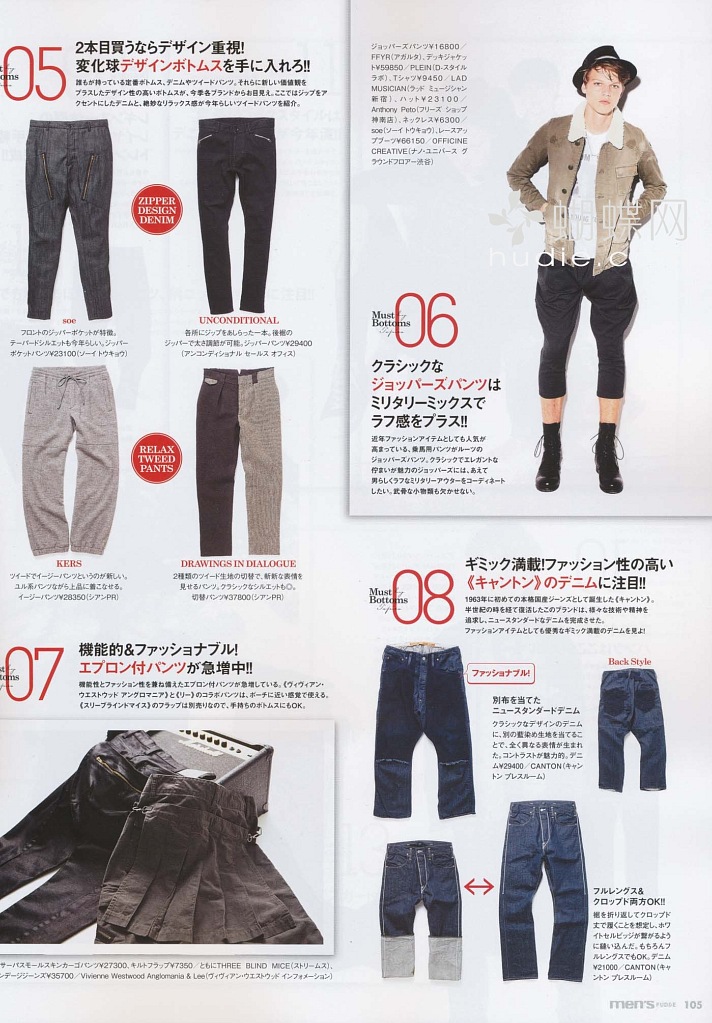 05
2本目買うならデザイン重視!
変化球デザインボトムスを手に入れろ!!
誰もが持っている定番ボトムス、デニムやツイードパンツ。それらに新しい価値観を
プラスしたデザイン性の高いボトムスが、今季各ブランドからお目見え。ここではジップをア
クセントにしたデニムと、絶妙なリラックス感が今年らしいツイードパンツを紹介。
ZIPPER
DESIGN
DENIM
soe
フロントのジッパーポケットが特徴。
テーパードシルエットも今年らしい。ジッパー
ポケットパンツ¥23100(ソーイ トウキョウ)
UNCONDITIONAL
各所にジップをあしらった一本。後裾の
ジッパーで太さ調節が可能。ジッパーパンツ¥29400
(アンコンディショナル セールス オフィス)
RELAX
TWEED
PANTS
KERS
ツイードでイージーパンツというのが新しい。
ユル系パンツながら上品に着こなせる。
イージーパンツ¥28350(シアンPR)
DRAWINGS IN DIALOGUE
2種類のツイード生地の切替で、斬新な表情を
見せるパンツ。クラシックなシルエットも◎。
切替パンツ¥37800(シアンPR)
07
機能的&ファッショナブル!
エプロン付パンツが急増中!!
機能性とファッション性を兼ね備えたエプロン付パンツが急増している。《ヴィヴィアン・
ウエストウッド アングロマニア》と《リー》のコラボパンツは、ポーチに近い感覚で使える。
《スリーブラインドマイス》のフラップは別売りなので、手持ちのボトムスにもOK。
サーパスモールスキンカーゴパンツ¥27300、キルトフラップ¥7350/ともにTHREE BLIND MICE(ストリームス)、
ンデージジーンズ¥35700/Vivienne Westwood Anglomania & Lee(ヴィヴィアン・ウエストウッド インフォメーション)
ジョッパーズパンツ¥16800/
FFYR(アガルタ)、デッキジャケッ
ト¥59850/PLEIN(D-スタイル
ラボ)、Tシャツ¥9450/LAD
MUSICIAN(ラッド ミュージシャン
新宿)、ハット¥23100/
Anthony Peto(フリーズ ショップ
神南店)、ネックレス¥6300/
soe(ソーイ トウキョウ)、レースアッ
プブーツ¥66150/OFFICINE
CREATIVE(ナノ・ユニバース グ
ラウンドフロアー渋谷)
蝴蝶网
hudie.c
Must by
Bottoms
06
クラシックな
ジョッパーズパンツは
ミリタリーミックスで
ラフ感をプラス!!
近年ファッションアイテムとしても人気が
高まっている、乗馬用パンツがルーツの
ジョッパーズパンツ。クラシックでエレガントな
佇まいが魅力のジョッパーズには、あえて
男らしくラフなミリタリーアウターをコーディネート
したい。武骨な小物類も欠かせない。
Must by
Bottoms
08
ギミック満載!ファッション性の高い
《キャントン》のデニムに注目!!
1963年に初めての本格国産ジーンズとして誕生した《キャントン》。
半世紀の時を経て復活したこのブランドは、様々な技術や精神を
追求し、ニュースタンダードなデニムを完成させた。
ファッションアイテムとしても優秀なギミック満載のデニムを見よ!
ファッショナブル!
Back Style
別布を当てた
ニュースタンダードデニム
クラシックなデザインのデニム
に、別の藍染め生地を当てるこ
とで、全く異なる表情が生まれ
た。コントラストが魅力的。デニ
ム¥29400/CANTON(キャン
トン プレスルーム)
フルレングス&
クロップド両方OK!!
裾を折り返してクロップド
丈で履くことを想定し、ホワ
イトセルビッジが繋がるよう
に縫い込んだ。もちろんフ
ルレングスでもOK。デニム
¥21000/CANTON(キャ
ントン プレスルーム)
men's FUDGE 105